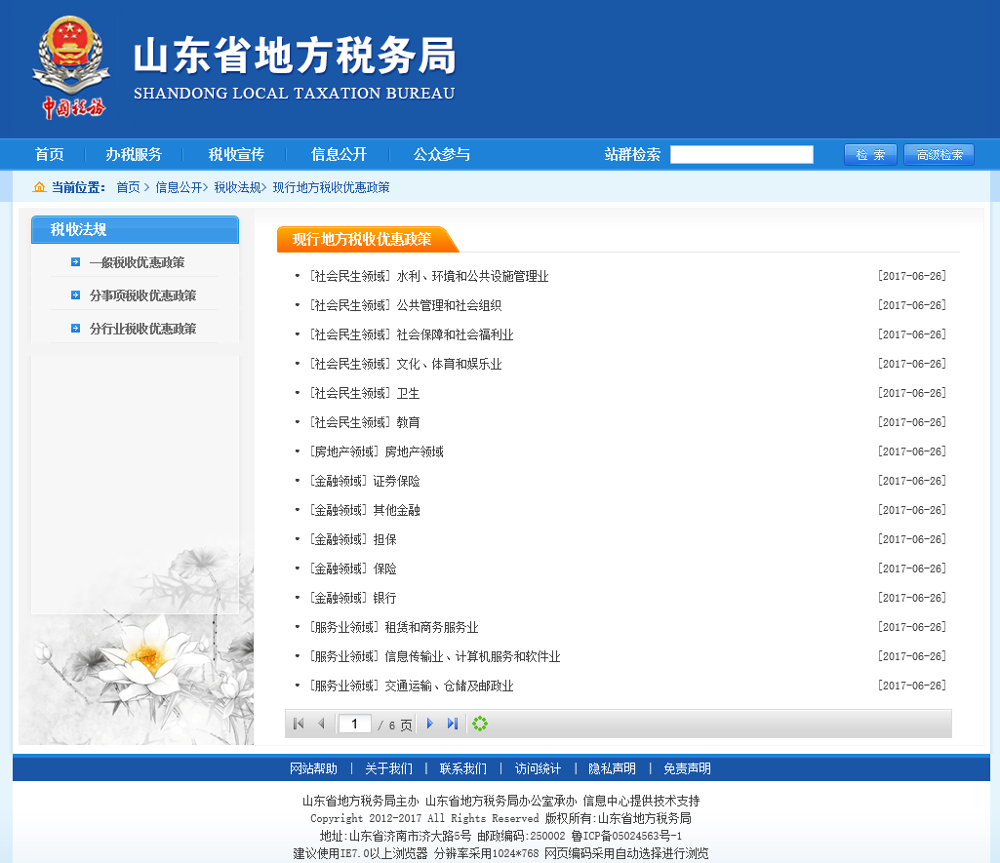 山东省地方税务局
SHANDONG LOCAL TAXATION BUREAU
中国税务
首页 办税服务 税收宣传 信息公开 公众参与 站群检索 检 索 高级检索
当前位置： 首页 > 信息公开> 税收法规> 现行地方税收优惠政策
税收法规
一般税收优惠政策
分事项税收优惠政策
分行业税收优惠政策
现行地方税收优惠政策
[社会民生领域] 水利、环境和公共设施管理业 [2017-06-26]
[社会民生领域] 公共管理和社会组织 [2017-06-26]
[社会民生领域] 社会保障和社会福利业 [2017-06-26]
[社会民生领域] 文化、体育和娱乐业 [2017-06-26]
[社会民生领域] 卫生 [2017-06-26]
[社会民生领域] 教育 [2017-06-26]
[房地产领域] 房地产领域 [2017-06-26]
[金融领域] 证券保险 [2017-06-26]
[金融领域] 其他金融 [2017-06-26]
[金融领域] 担保 [2017-06-26]
[金融领域] 保险 [2017-06-26]
[金融领域] 银行 [2017-06-26]
[服务业领域] 租赁和商务服务业 [2017-06-26]
[服务业领域] 信息传输业、计算机服务和软件业 [2017-06-26]
[服务业领域] 交通运输、仓储及邮政业 [2017-06-26]
1 / 6 页
网站帮助 | 关于我们 | 联系我们 | 访问统计 | 隐私声明 | 免责声明
山东省地方税务局主办 山东省地方税务局办公室承办 信息中心提供技术支持
Copyright 2012-2017 All Rights Reserved 版权所有:山东省地方税务局
地址:山东省济南市济大路5号 邮政编码:250002 鲁ICP备05024563号-1
建议使用IE7.0以上浏览器 分辨率采用1024*768 网页编码采用自动选择进行浏览